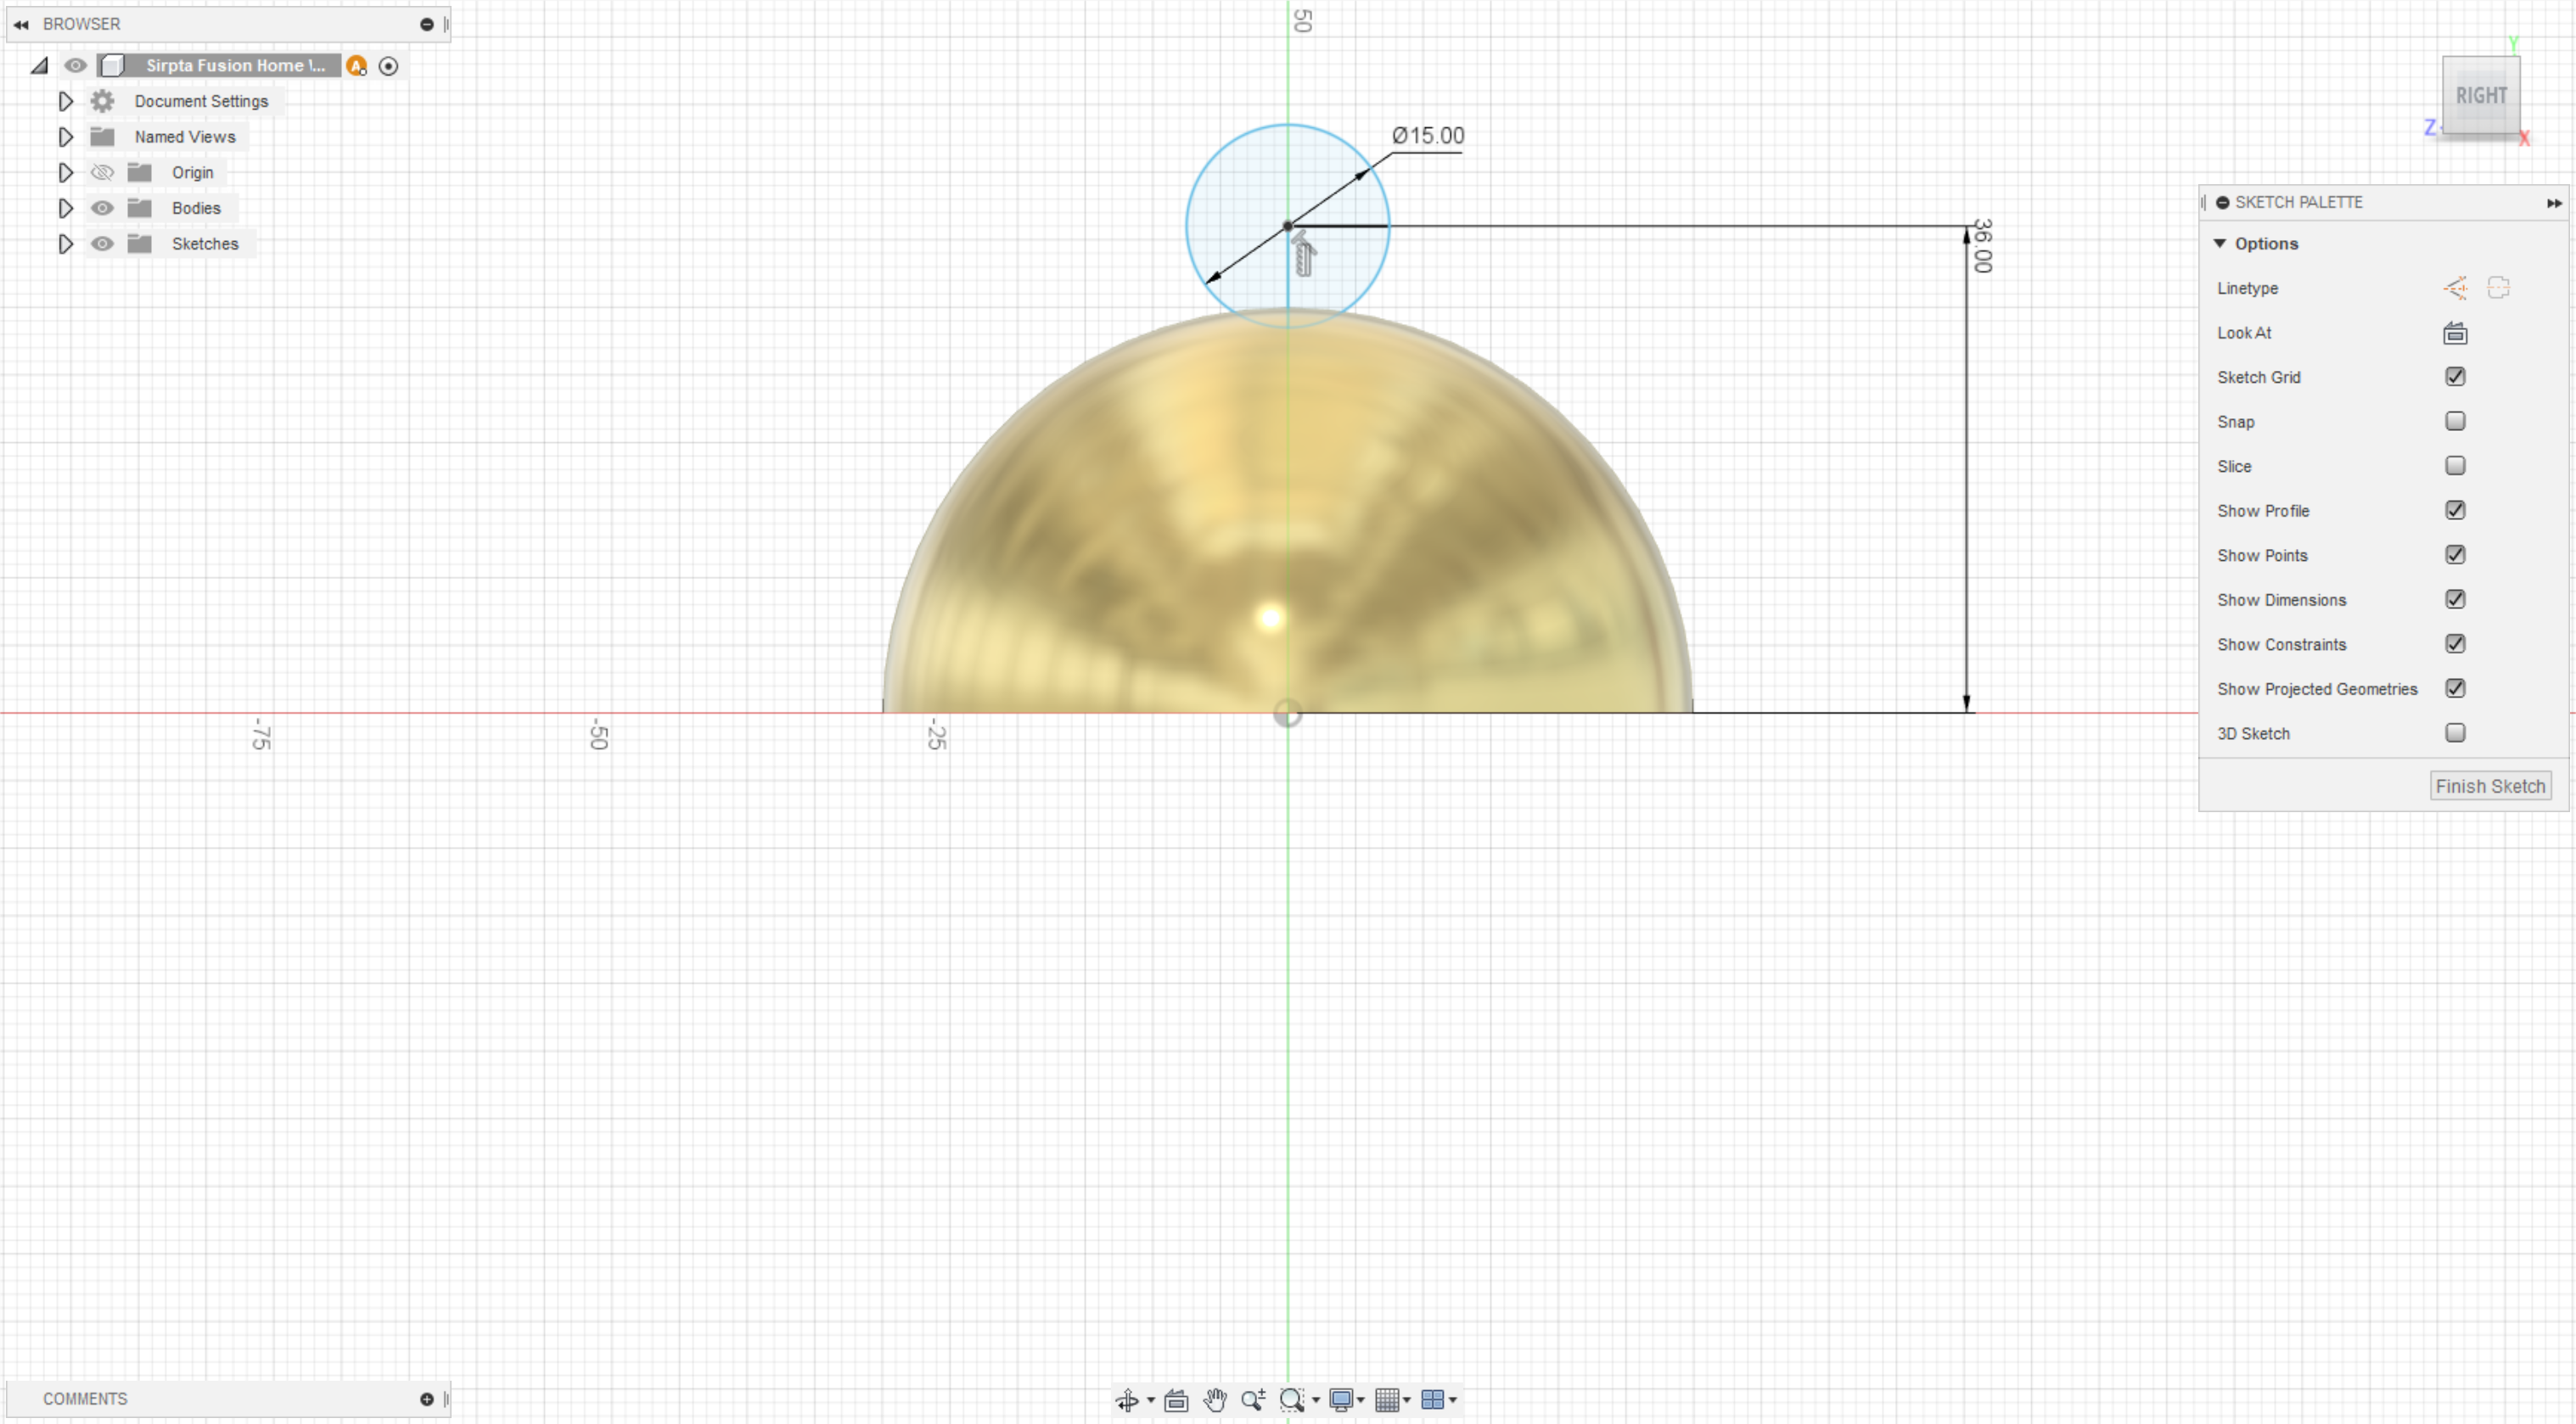 BROWSER
Sirpta Fusion Home \...
Document Settings
Named Views
Origin
Bodies
Sketches
50
Ø15.00
36.00
-75
-50
-25
Y
RIGHT
Z
X
SKETCH PALETTE
Options
Linetype
Look At
Sketch Grid
Snap
Slice
Show Profile
Show Points
Show Dimensions
Show Constraints
Show Projected Geometries
3D Sketch
Finish Sketch
COMMENTS